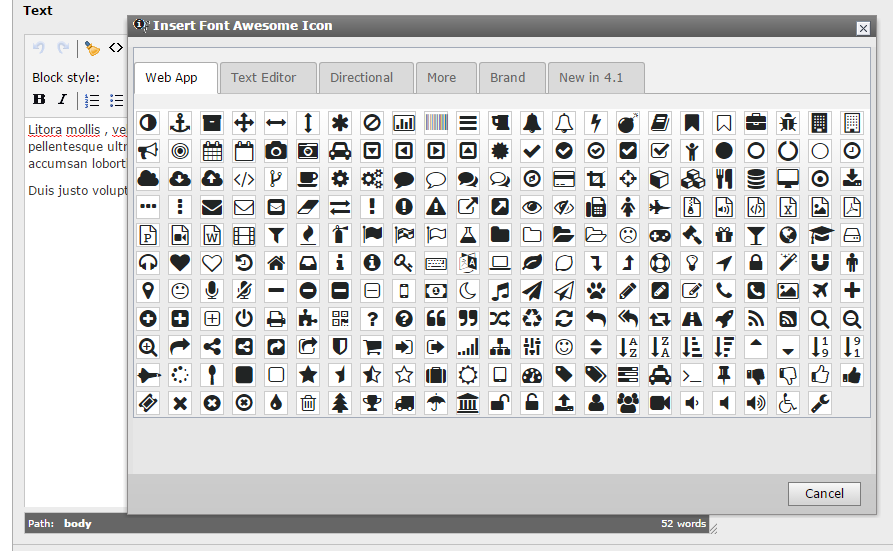 Text
Insert Font Awesome Icon
Web App Text Editor Directional More Brand New in 4.1
Block style:
B I
Litora mollis , ve
pellentesque ultr
accumsan lobort
Duis justo volupt
Cancel
Path: body 52 words